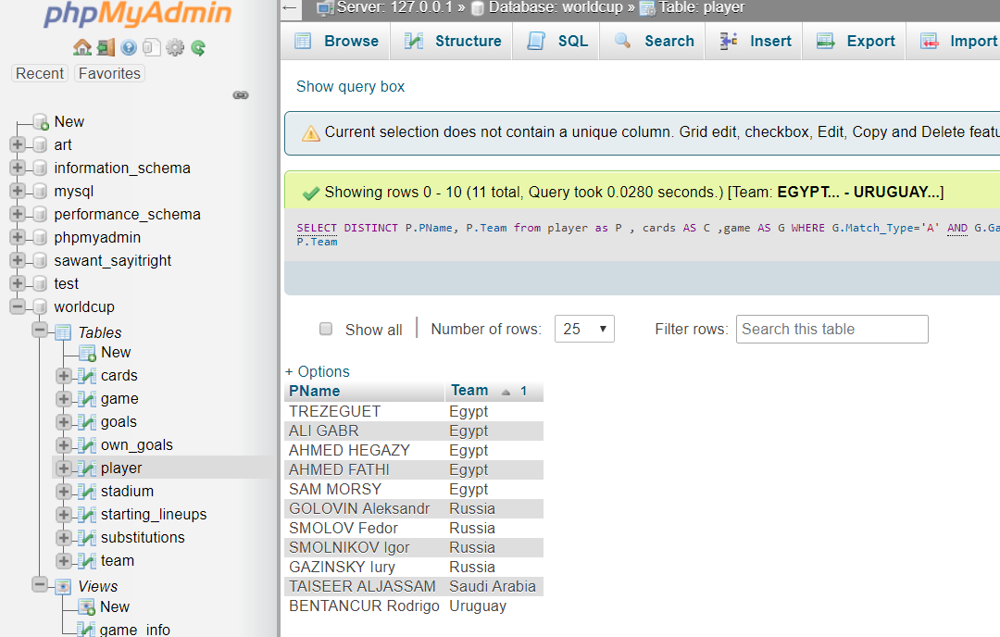 phpMyAdmin
Recent Favorites
New
art
information_schema
mysql
performance_schema
phpmyadmin
sawant_sayitright
test
worldcup
Tables
New
cards
game
goals
own_goals
player
stadium
starting_lineups
substitutions
team
Views
New
game_info
Server: 127.0.0.1 » Database: worldcup » Table: player
Browse Structure SQL Search Insert Export Import
Show query box
Current selection does not contain a unique column. Grid edit, checkbox, Edit, Copy and Delete featu
Showing rows 0 - 10 (11 total, Query took 0.0280 seconds.) [Team: EGYPT... - URUGUAY...]
SELECT DISTINCT P.PName, P.Team from player as P , cards AS C ,game AS G WHERE G.Match_Type='A' AND G.Ga
P.Team
Show all Number of rows: 25 Filter rows: Search this table
+ Options
PName Team 1
TREZEGUET Egypt
ALI GABR Egypt
AHMED HEGAZY Egypt
AHMED FATHI Egypt
SAM MORSY Egypt
GOLOVIN Aleksandr Russia
SMOLOV Fedor Russia
SMOLNIKOV Igor Russia
GAZINSKY Iury Russia
TAISEER ALJASSAM Saudi Arabia
BENTANCUR Rodrigo Uruguay